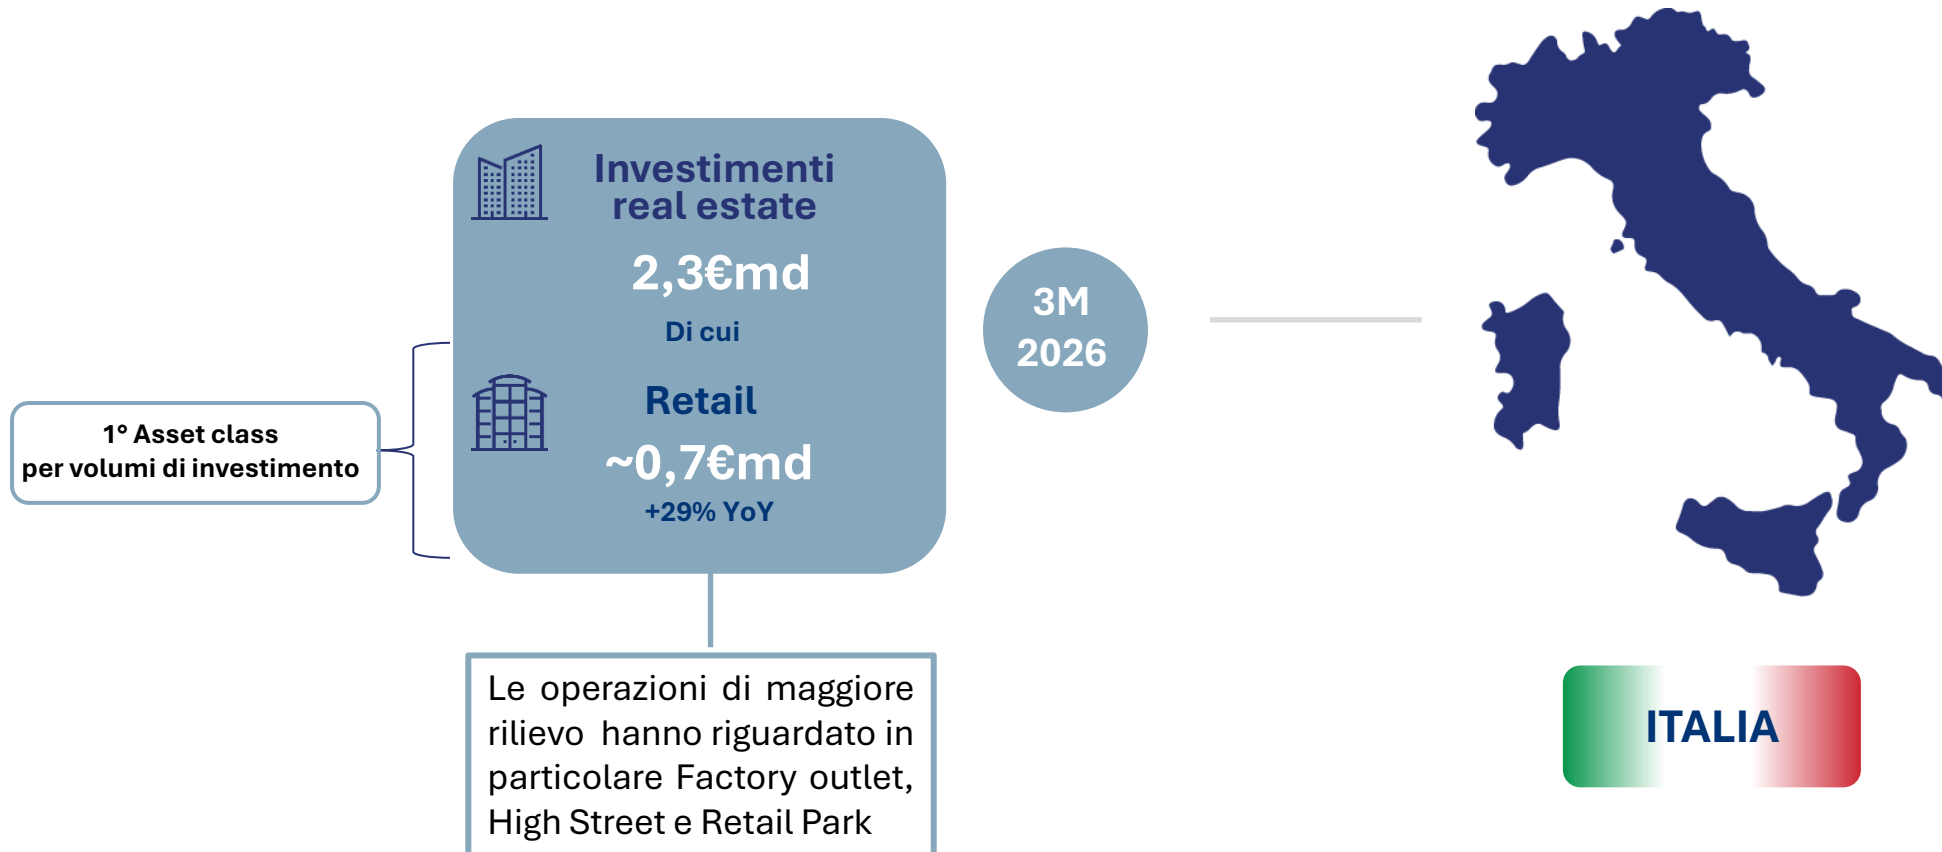 Investimenti
real estate
2,3€md
Di cui
Retail
~0,7€md
+29% YoY
1° Asset class
per volumi di investimento
3M
2026
Le operazioni di maggiore
rilievo hanno riguardato in
particolare Factory outlet,
High Street e Retail Park
ITALIA